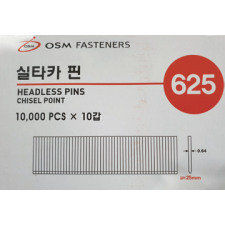 OSM OSM FASTENERS
실타카 핀
HEADLESS PINS
CHISEL POINT
625
10,000 PCS × 10갑
0.64